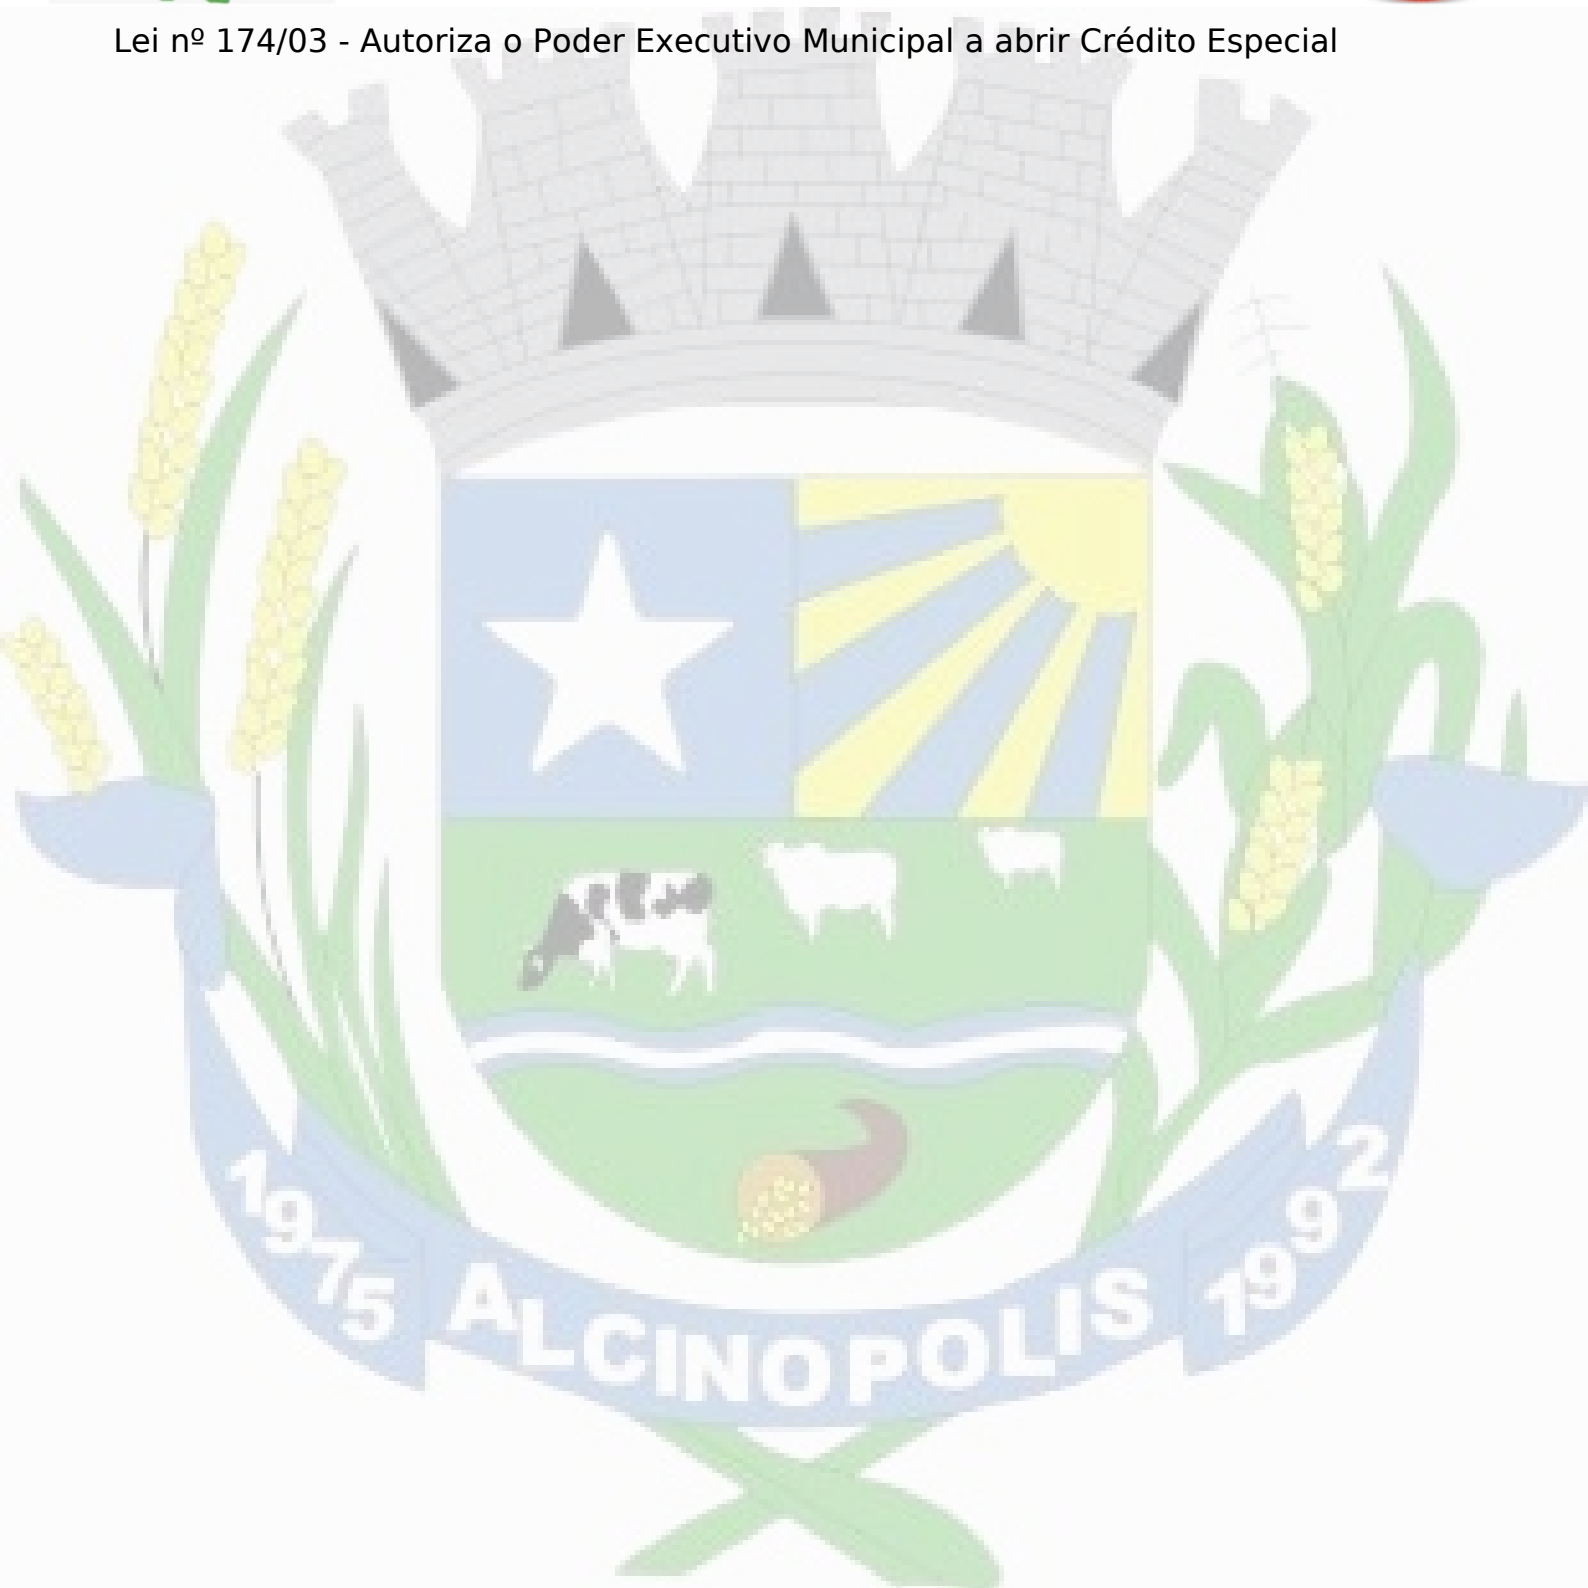 Lei nº 174/03 - Autoriza o Poder Executivo Municipal a abrir Crédito Especial
1975 ALCINOPOLIS 1992